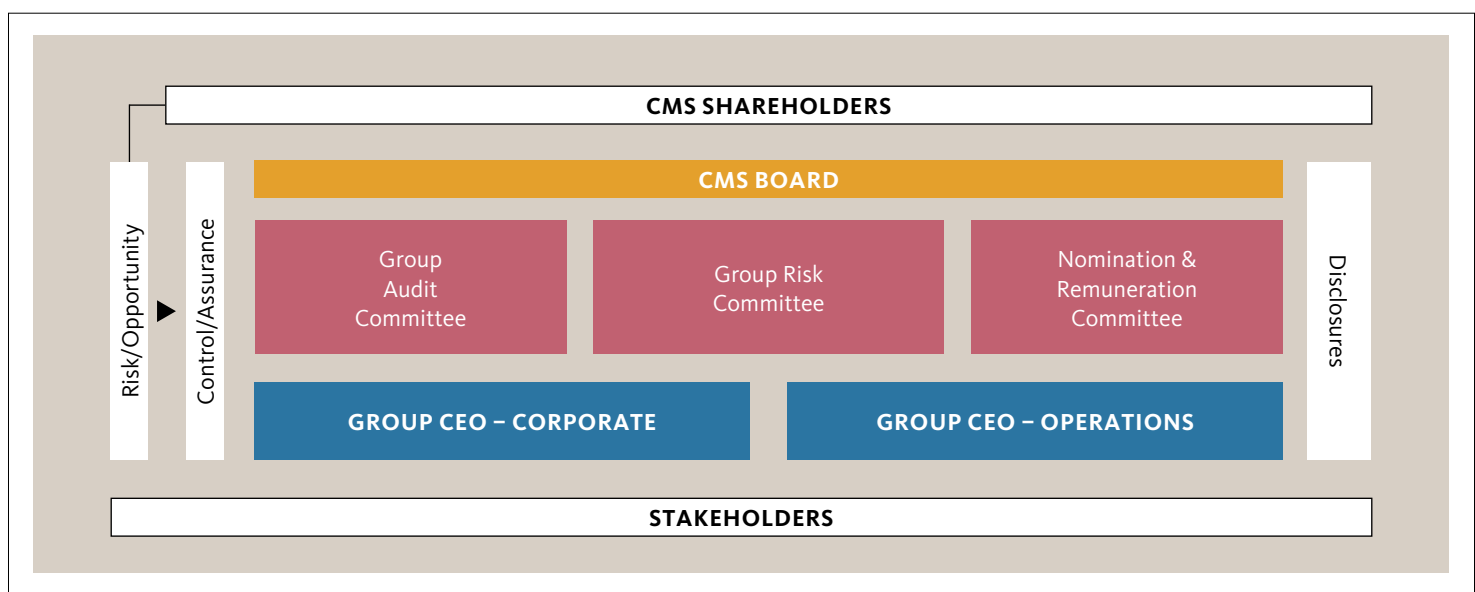 CMS SHAREHOLDERS
Risk/Opportunity
Control/Assurance
CMS BOARD
Group
Audit
Committee
Group Risk
Committee
Nomination &
Remuneration
Committee
Disclosures
GROUP CEO – CORPORATE
GROUP CEO – OPERATIONS
STAKEHOLDERS